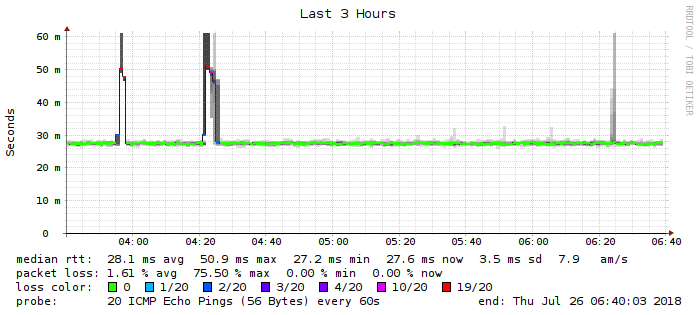 Last 3 Hours
RRDTOOL / TOBI OETIKER
Seconds
60 m
50 m
40 m
30 m
20 m
10 m
0
04:00 04:20 04:40 05:00 05:20 05:40 06:00 06:20 06:40
median rtt: 28.1 ms avg 50.9 ms max 27.2 ms min 27.6 ms now 3.5 ms sd 7.9 am/s
packet loss: 1.61 % avg 75.50 % max 0.00 % min 0.00 % now
loss color: 0 1/20 2/20 3/20 4/20 10/20 19/20
probe: 20 ICMP Echo Pings (56 Bytes) every 60s end: Thu Jul 26 06:40:03 2018